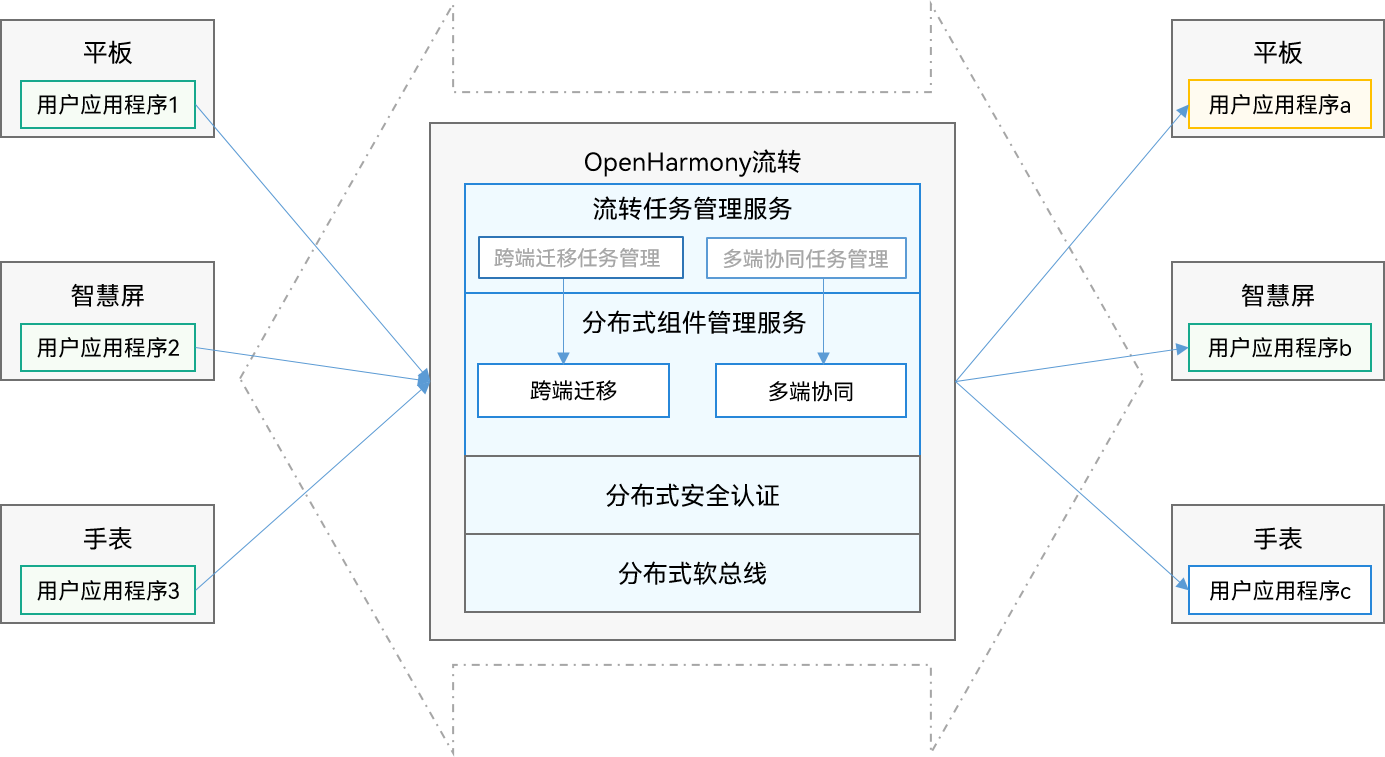 平板
用户应用程序1
智慧屏
用户应用程序2
手表
用户应用程序3
OpenHarmony流转
流转任务管理服务
跨端迁移任务管理
多端协同任务管理
分布式组件管理服务
跨端迁移
多端协同
分布式安全认证
分布式软总线
平板
用户应用程序a
智慧屏
用户应用程序b
手表
用户应用程序c